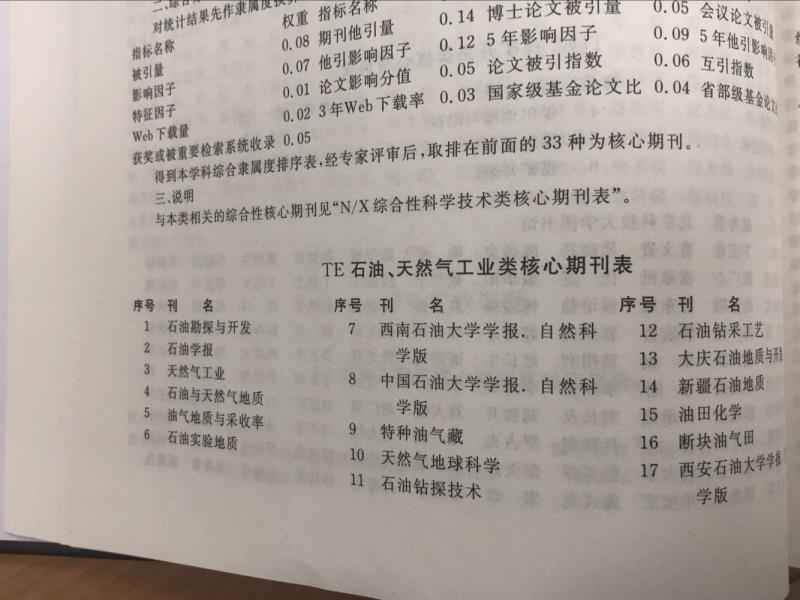 对统计结果先作隶属度换
指标名称 权重 指标名称 0.14 博士论文被引量 0.05 会议论文被引
被引量 0.08 期刊他引量 0.12 5年影响因子 0.09 5年他引影响
影响因子 0.07 他引影响因子 0.05 论文被引指数 0.06 互引指数
特征因子 0.01 论文影响分值 0.03 国家级基金论文比 0.04 省部级基金论
Web下载量 0.02 3年Web下载率
获奖或被重要检索系统收录 0.05
得到本学科综合隶属度排序表,经专家评审后,取排在前面的33种为核心期刊。
三、说明
与本类相关的综合性核心期刊见“N/X综合性科学技术类核心期刊表”。
TE 石油、天然气工业类核心期刊表
序号 刊 名
1 石油勘探与开发
2 石油学报
3 天然气工业
4 石油与天然气地质
5 油气地质与采收率
6 石油实验地质
序号 刊 名
7 西南石油大学学报. 自然科
学版
8 中国石油大学学报. 自然科
学版
9 特种油气藏
10 天然气地球科学
11 石油钻探技术
序号 刊 名
12 石油钻采工艺
13 大庆石油地质与开
14 新疆石油地质
15 油田化学
16 断块油气田
17 西安石油大学学报
学版